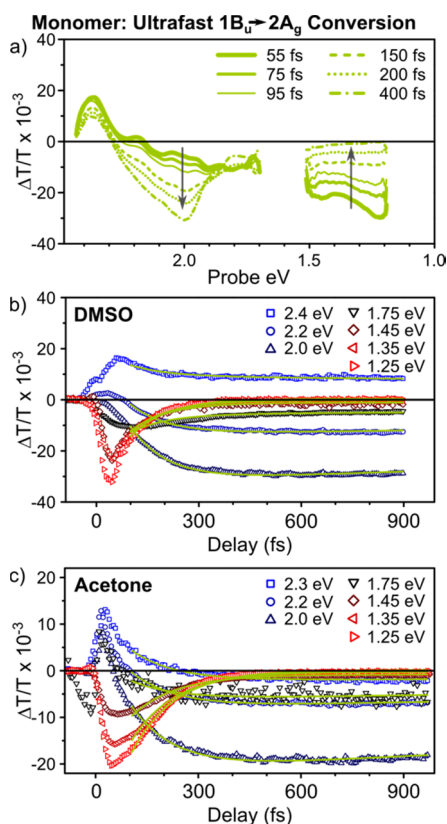 Monomer: Ultrafast 1Bu→2Ag Conversion
a)
20
0
-20
-40
ΔT/T x 10-3
55 fs
75 fs
95 fs
150 fs
200 fs
400 fs
2.0
1.5
1.0
Probe eV
b)
DMSO
20
0
-20
-40
ΔT/T x 10-3
2.4 eV
2.2 eV
2.0 eV
1.75 eV
1.45 eV
1.35 eV
1.25 eV
0
300
600
900
Delay (fs)
c)
Acetone
20
10
0
-10
-20
ΔT/T x 10-3
2.3 eV
2.2 eV
2.0 eV
1.75 eV
1.45 eV
1.35 eV
1.25 eV
0
300
600
900
Delay (fs)